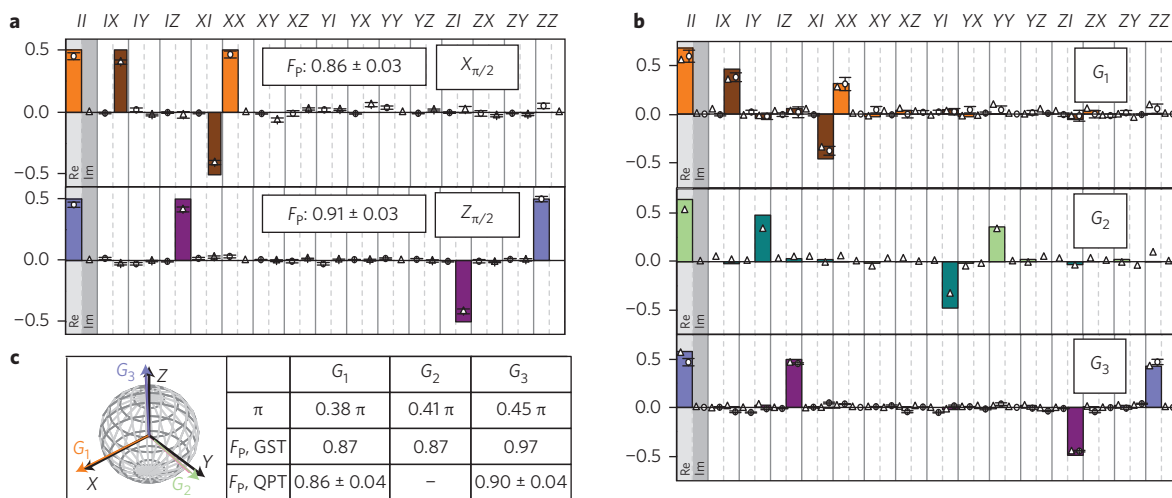 a
II IX IY IZ XI XX XY XZ YI YX YY YZ ZI ZX ZY ZZ
0.5
0.0
−0.5
F_P: 0.86 ± 0.03
X_π/2
Re
Im
0.5
0.0
−0.5
F_P: 0.91 ± 0.03
Z_π/2
Re
Im
b
II IX IY IZ XI XX XY XZ YI YX YY YZ ZI ZX ZY ZZ
0.5
0.0
−0.5
G_1
Re
Im
0.5
0.0
−0.5
G_2
Re
Im
0.5
0.0
−0.5
G_3
Re
Im
c
G_3
Z
G_1
X
G_2
Y
G_1 G_2 G_3
π 0.38 π 0.41 π 0.45 π
F_P, GST 0.87 0.87 0.97
F_P, QPT 0.86 ± 0.04 – 0.90 ± 0.04